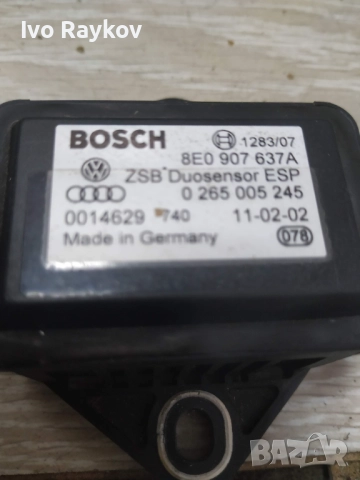 Ivo Raykov
BOSCH
1283/07
8E0 907 637A
ZSB Duosensor ESP
0 265 005 245
0014629 740 11-02-02
Made in Germany
078
BAZAR